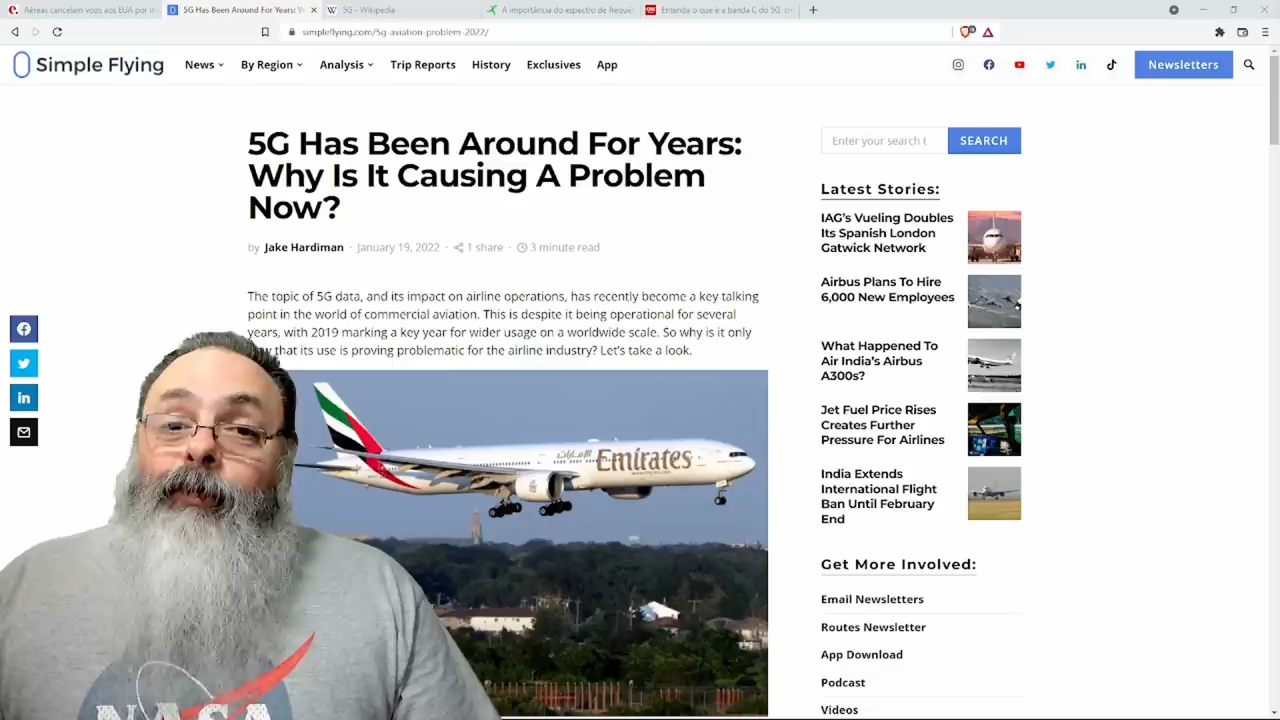 Aéreas cancelam voos aos EUA por in
5G Has Been Around For Years: W
5G - Wikipedia
A importância do espectro de frequê
Entenda o que é a banda C do 5G, cr
simpleflying.com/5g-aviation-problem-2022/
Simple Flying
News
By Region
Analysis
Trip Reports
History
Exclusives
App
Newsletters
5G Has Been Around For Years:
Why Is It Causing A Problem
Now?
by Jake Hardiman · January 19, 2022 · 1 share · 3 minute read
The topic of 5G data, and its impact on airline operations, has recently become a key talking
point in the world of commercial aviation. This is despite it being operational for several
years, with 2019 marking a key year for wider usage on a worldwide scale. So why is it only
that its use is proving problematic for the airline industry? Let's take a look.
Emirates
NASA
Enter your search t
SEARCH
Latest Stories:
IAG's Vueling Doubles
Its Spanish London
Gatwick Network
Airbus Plans To Hire
6,000 New Employees
What Happened To
Air India's Airbus
A300s?
Jet Fuel Price Rises
Creates Further
Pressure For Airlines
India Extends
International Flight
Ban Until February
End
Get More Involved:
Email Newsletters
Routes Newsletter
App Download
Podcast
Videos